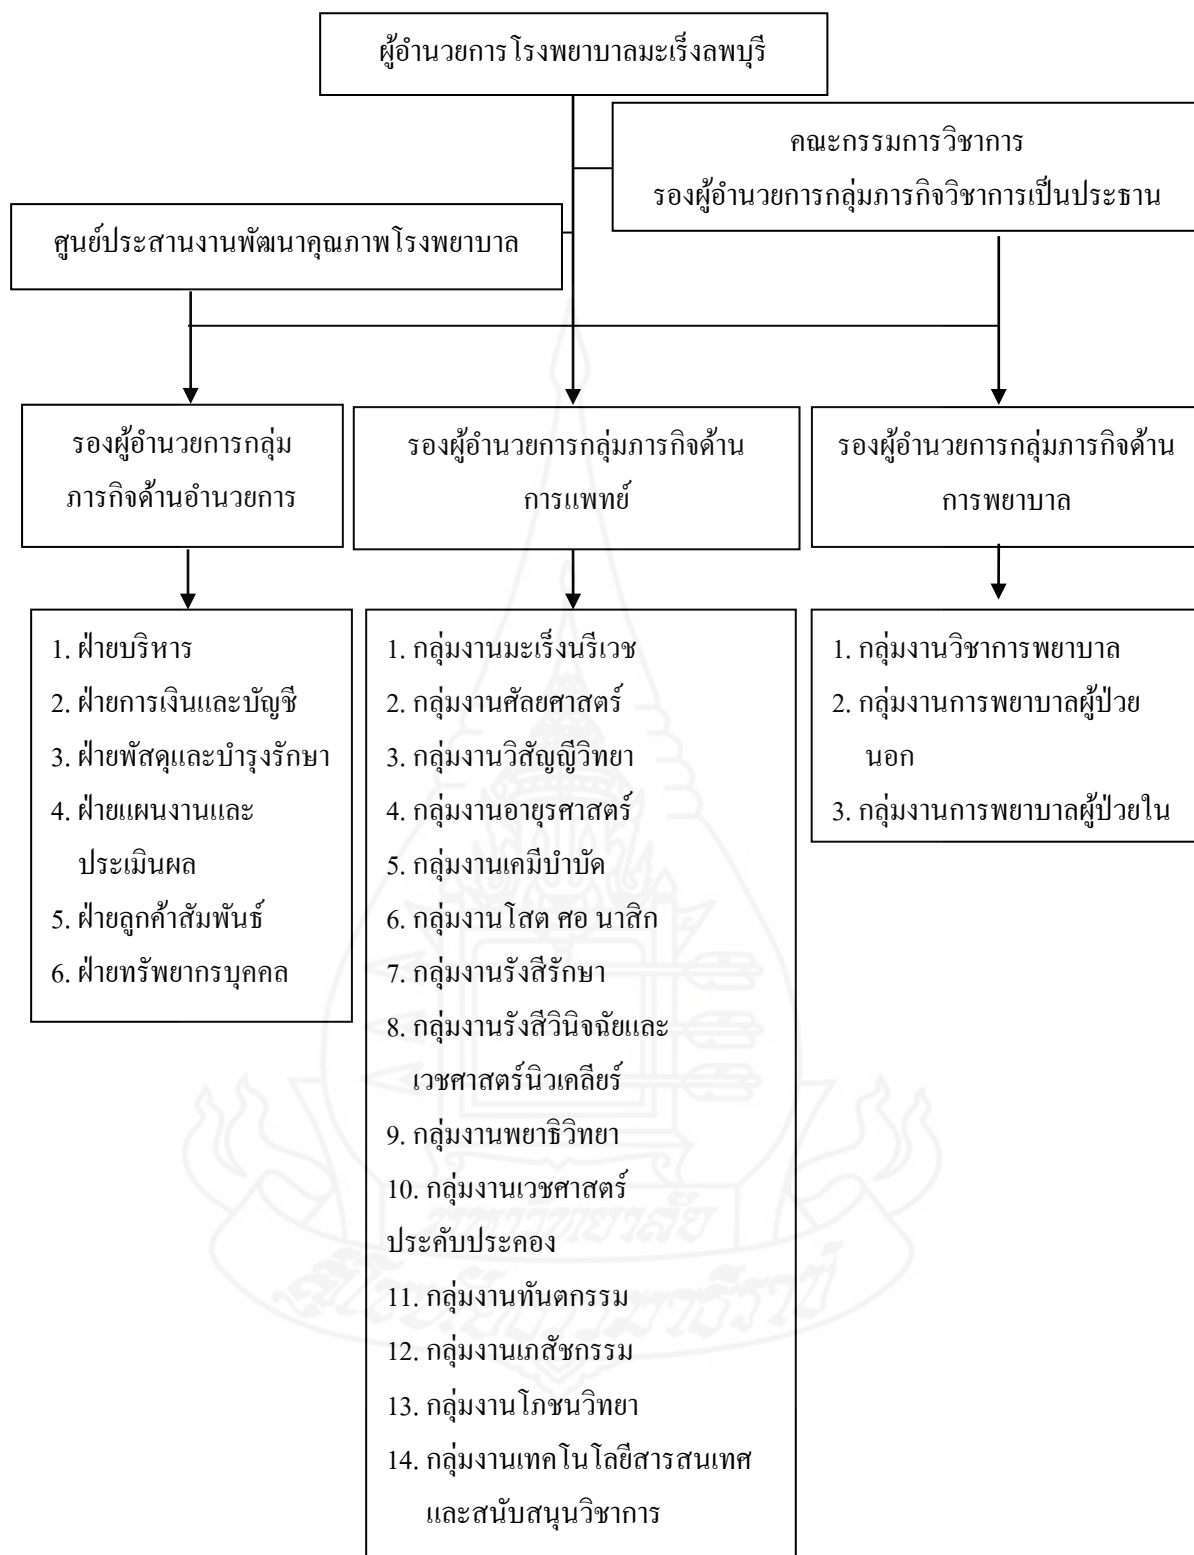 ผู้อำนวยการโรงพยาบาลมะเร็งลพบุรี
คณะกรรมการวิชาการ
รองผู้อำนวยการกลุ่มภารกิจวิชาการเป็นประธาน
ศูนย์ประสานงานพัฒนาคุณภาพโรงพยาบาล
รองผู้อำนวยการกลุ่ม
ภารกิจด้านอำนวยการ
รองผู้อำนวยการกลุ่มภารกิจด้าน
การแพทย์
รองผู้อำนวยการกลุ่มภารกิจด้าน
การพยาบาล
1. ฝ่ายบริหาร
2. ฝ่ายการเงินและบัญชี
3. ฝ่ายพัสดุและบำรุงรักษา
4. ฝ่ายแผนงานและ
ประเมินผล
5. ฝ่ายลูกค้าสัมพันธ์
6. ฝ่ายทรัพยากรบุคคล
1. กลุ่มงานมะเร็งนรีเวช
2. กลุ่มงานศัลยศาสตร์
3. กลุ่มงานวิสัญญีวิทยา
4. กลุ่มงานอายุรศาสตร์
5. กลุ่มงานเคมีบำบัด
6. กลุ่มงานโสต ศอ นาสิก
7. กลุ่มงานรังสีรักษา
8. กลุ่มงานรังสีวินิจฉัยและ
เวชศาสตร์นิวเคลียร์
9. กลุ่มงานพยาธิวิทยา
10. กลุ่มงานเวชศาสตร์
ประคับประคอง
11. กลุ่มงานทันตกรรม
12. กลุ่มงานเภสัชกรรม
13. กลุ่มงานโภชนวิทยา
14. กลุ่มงานเทคโนโลยีสารสนเทศ
และสนับสนุนวิชาการ
1. กลุ่มงานวิชาการพยาบาล
2. กลุ่มงานการพยาบาลผู้ป่วย
นอก
3. กลุ่มงานการพยาบาลผู้ป่วยใน
มหาวิทยาลัย
สุโขทัยธรรมาธิราช